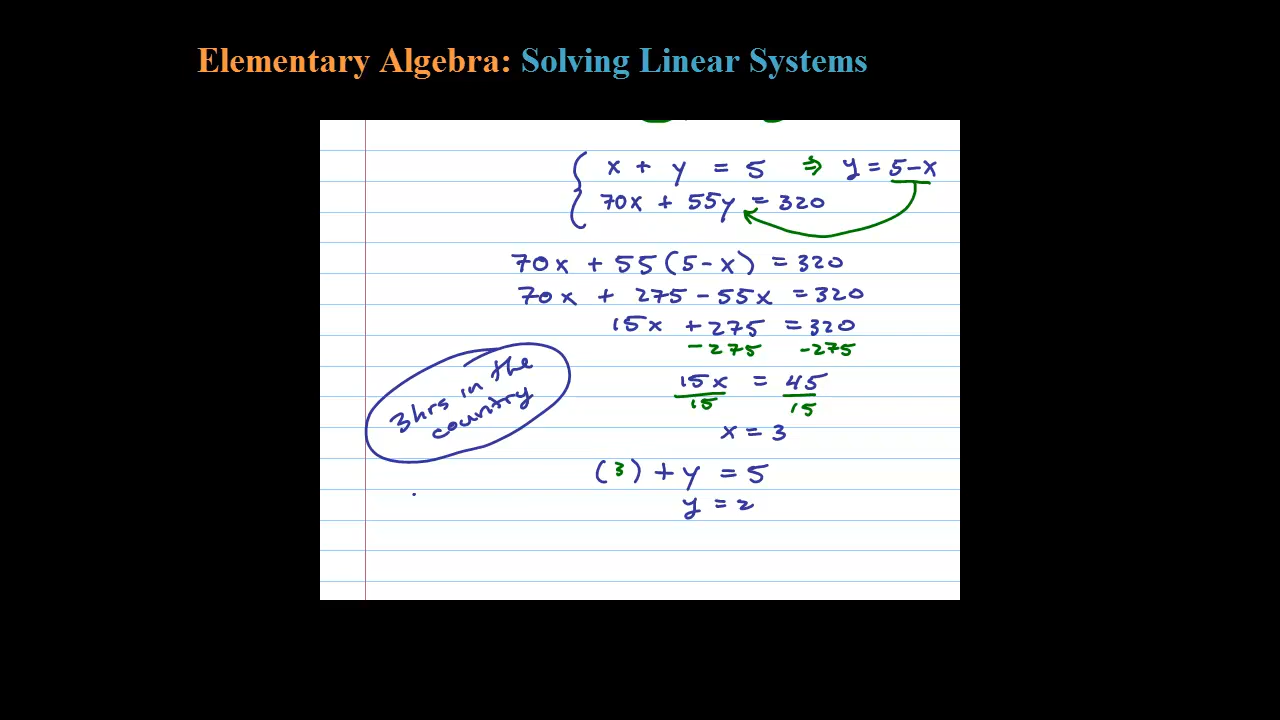 Elementary Algebra: Solving Linear Systems
x + y = 5 ⇒ y = 5-x
70x + 55y = 320
70x + 55(5-x) = 320
70x + 275 - 55x = 320
15x + 275 = 320
-275 -275
15x = 45
15 15
x = 3
3hrs in the
country
(3) + y = 5
y = 2